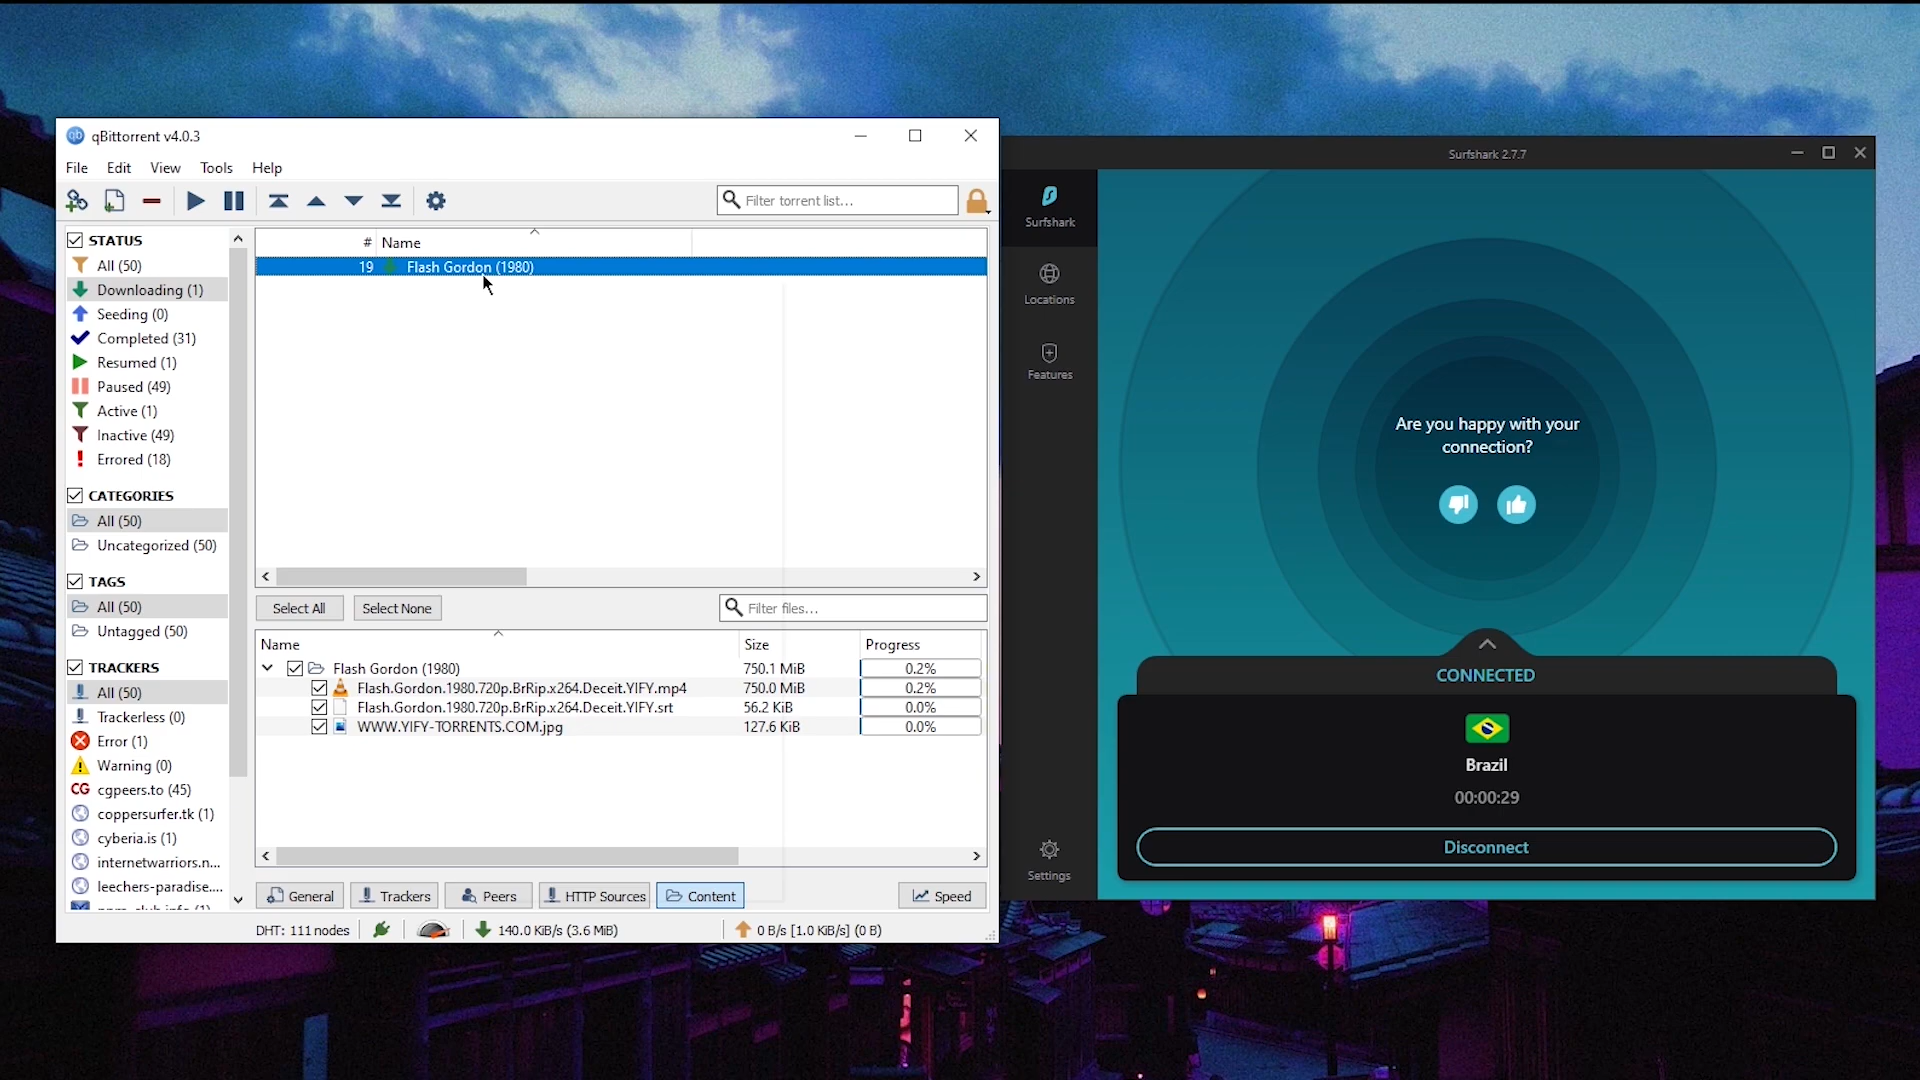 qBittorrent v4.0.3
File Edit View Tools Help
Filter torrent list...
STATUS
All (50)
Downloading (1)
Seeding (0)
Completed (31)
Resumed (1)
Paused (49)
Active (1)
Inactive (49)
Errored (18)
CATEGORIES
All (50)
Uncategorized (50)
TAGS
All (50)
Untagged (50)
TRACKERS
All (50)
Trackerless (0)
Error (1)
Warning (0)
CG cgpeers.to (45)
coppersurfer.tk (1)
cyberia.is (1)
internetwarriors.n...
leechers-paradise....
# Name
19 Flash Gordon (1980)
Select All Select None Filter files...
Name Size Progress
Flash Gordon (1980) 750.1 MiB 0.2%
Flash.Gordon.1980.720p.BrRip.x264.Deceit.YIFY.mp4 750.0 MiB 0.2%
Flash.Gordon.1980.720p.BrRip.x264.Deceit.YIFY.srt 56.2 KiB 0.0%
WWW.YIFY-TORRENTS.COM.jpg 127.6 KiB 0.0%
General Trackers Peers HTTP Sources Content Speed
DHT: 111 nodes 140.0 KiB/s (3.6 MiB) 0 B/s [1.0 KiB/s] (0 B)
Surfshark 2.7.7
Surfshark
Locations
Features
Settings
Are you happy with your
connection?
CONNECTED
Brazil
00:00:29
Disconnect